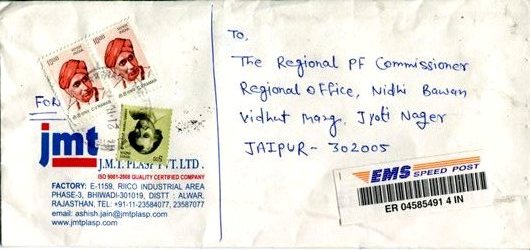 To,
The Regional PF Commissioner
Regional Office, Nidhi Bawan
Vidhut marg, Jyoti Nager
JAIPUR - 302005
FOR
jmt
J.M.T. PLASP PVT. LTD.
ISO 9001-2008 QUALITY CERTIFIED COMPANY
FACTORY: E-1159, RIICO INDUSTRIAL AREA
PHASE-3, BHIWADI-301019, DISTT : ALWAR,
RAJASTHAN, TEL: +91-11-23584077, 23587077
email: ashish.jain@jmtplasp.com
www.jmtplasp.com
EMS SPEED POST
ER 04585491 4 IN